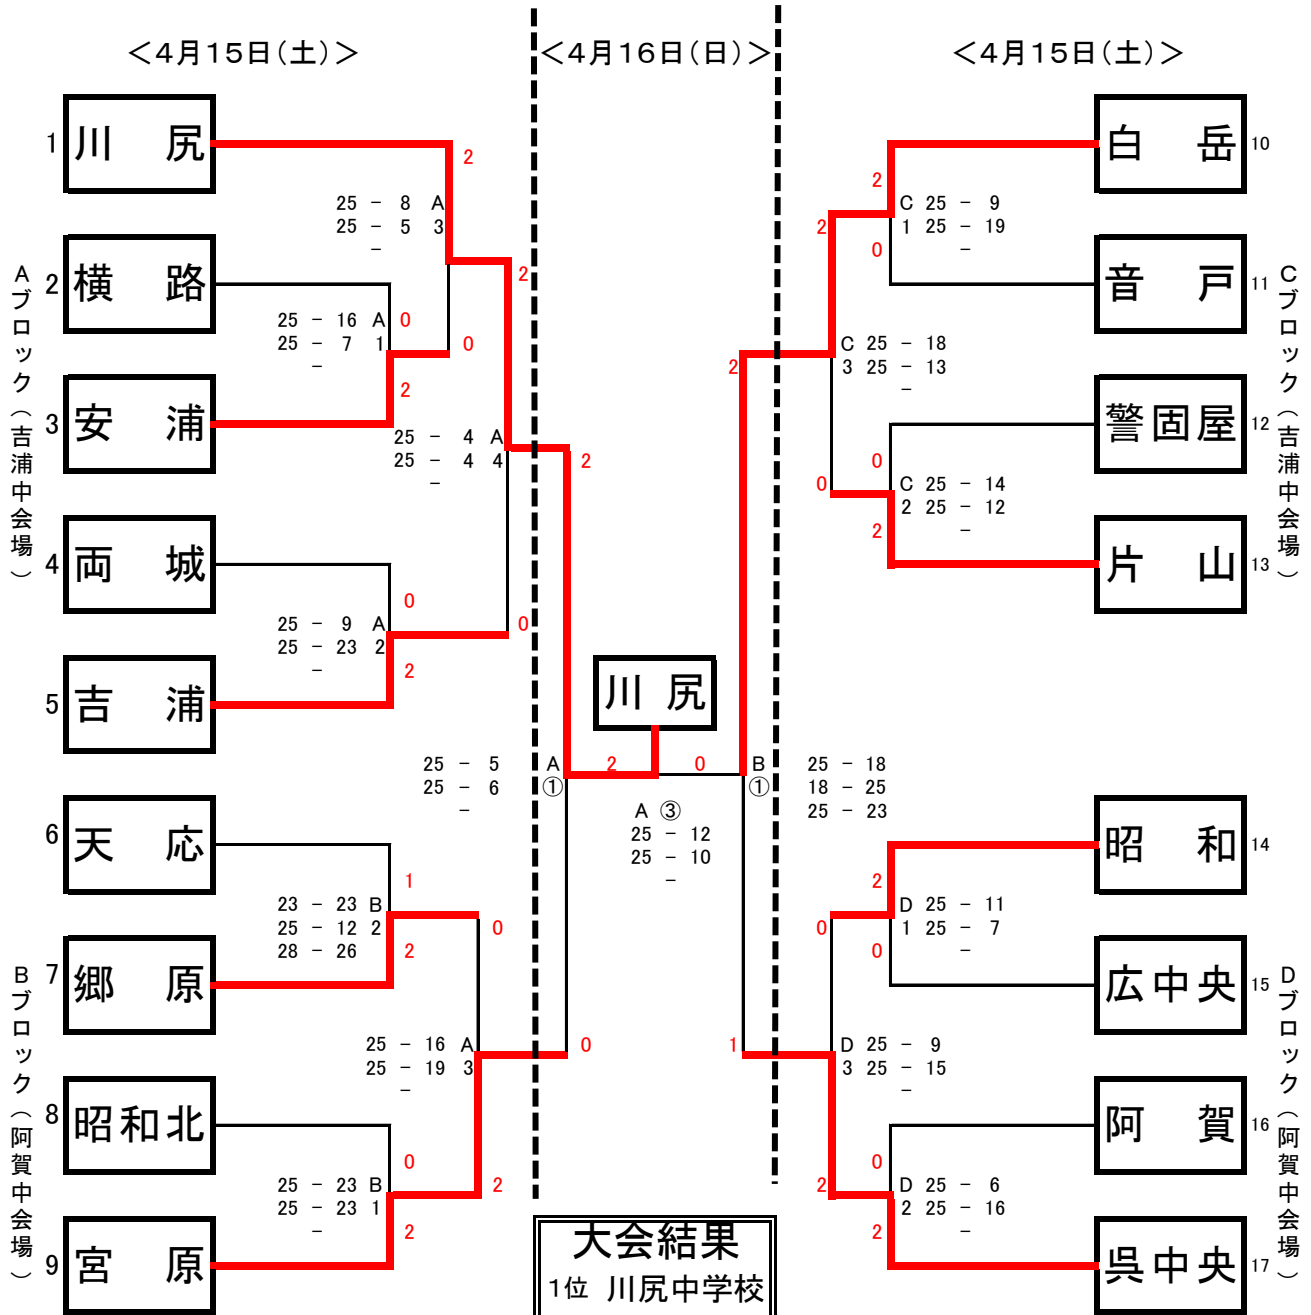 ＜4月15日(土)＞
＜4月16日(日)＞
＜4月15日(土)＞
Aブロック（吉浦中会場）
1 川 尻
2 横 路
3 安 浦
4 両 城
5 吉 浦
2
25 - 8 A
25 - 5 3
-
2
25 - 16 A 0
25 - 7 1
-
0
2
25 - 4 A
25 - 4 4
-
2
0
25 - 9 A
25 - 23 2
-
0
2
Bブロック（阿賀中会場）
6 天 応
7 郷 原
8 昭和北
9 宮 原
1
23 - 23 B
25 - 12 2
28 - 26
0
2
25 - 16 A
25 - 19 3
-
0
0
25 - 23 B
25 - 23 1
-
2
2
25 - 5 A
25 - 6 ①
-
川 尻
2 0
A ③
25 - 12
25 - 10
-
B 25 - 18
① 18 - 25
25 - 23
2
1
Cブロック（吉浦中会場）
白 岳 10
音 戸 11
警固屋 12
片 山 13
2
C 25 - 9
1 25 - 19
-
2
0
C 25 - 18
3 25 - 13
-
0
0
C 25 - 14
2 25 - 12
-
2
Dブロック（阿賀中会場）
昭 和 14
広中央 15
阿 賀 16
呉中央 17
2
D 25 - 11
1 25 - 7
-
0
0
D 25 - 9
3 25 - 15
-
0
D 25 - 6
2 25 - 16
-
2
2
大会結果
1位 川尻中学校